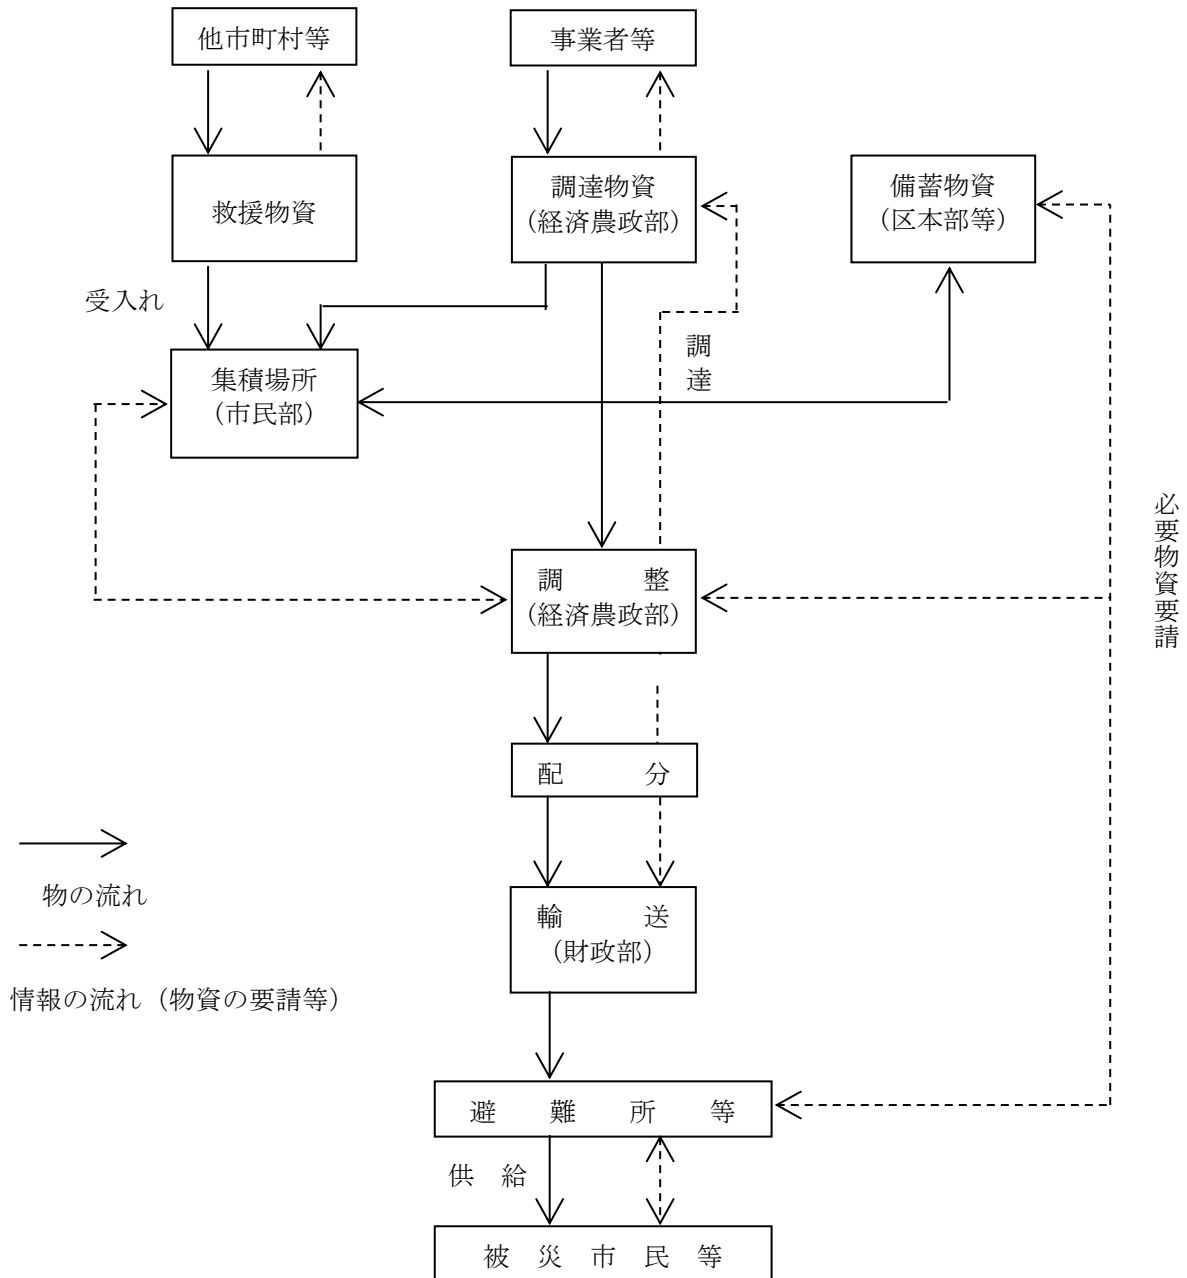 他市町村等
事業者等
救援物資
調達物資
（経済農政部）
備蓄物資
（区本部等）
受入れ
調達
集積場所
（市民部）
必要物資要請
調　　　整
（経済農政部）
配　　　分
物の流れ
輸　　　送
（財政部）
情報の流れ（物資の要請等）
避　　難　　所　　等
供　給
被　災　市　民　等